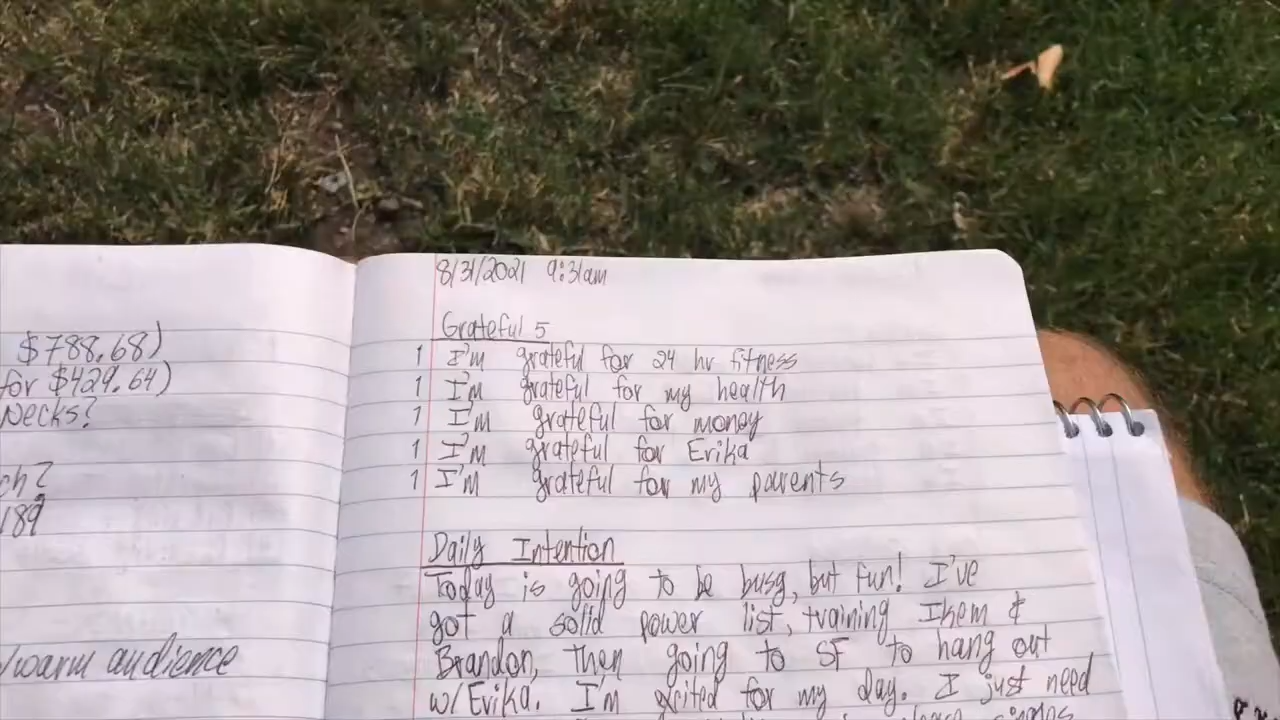 $788.68)
for $429.64)
Necks?
ch?
189
warm audience
8/31/2021 9:31am
Grateful 5
1 I'm grateful for 24 hr fitness
1 I'm grateful for my health
1 I'm grateful for money
1 I'm grateful for Erika
1 I'm grateful for my parents
Daily Intention
Today is going to be busy, but fun! I've
got a solid power list, training Ikem &
Brandon, then going to SF to hang out
w/ Erika. I'm excited for my day. I just need